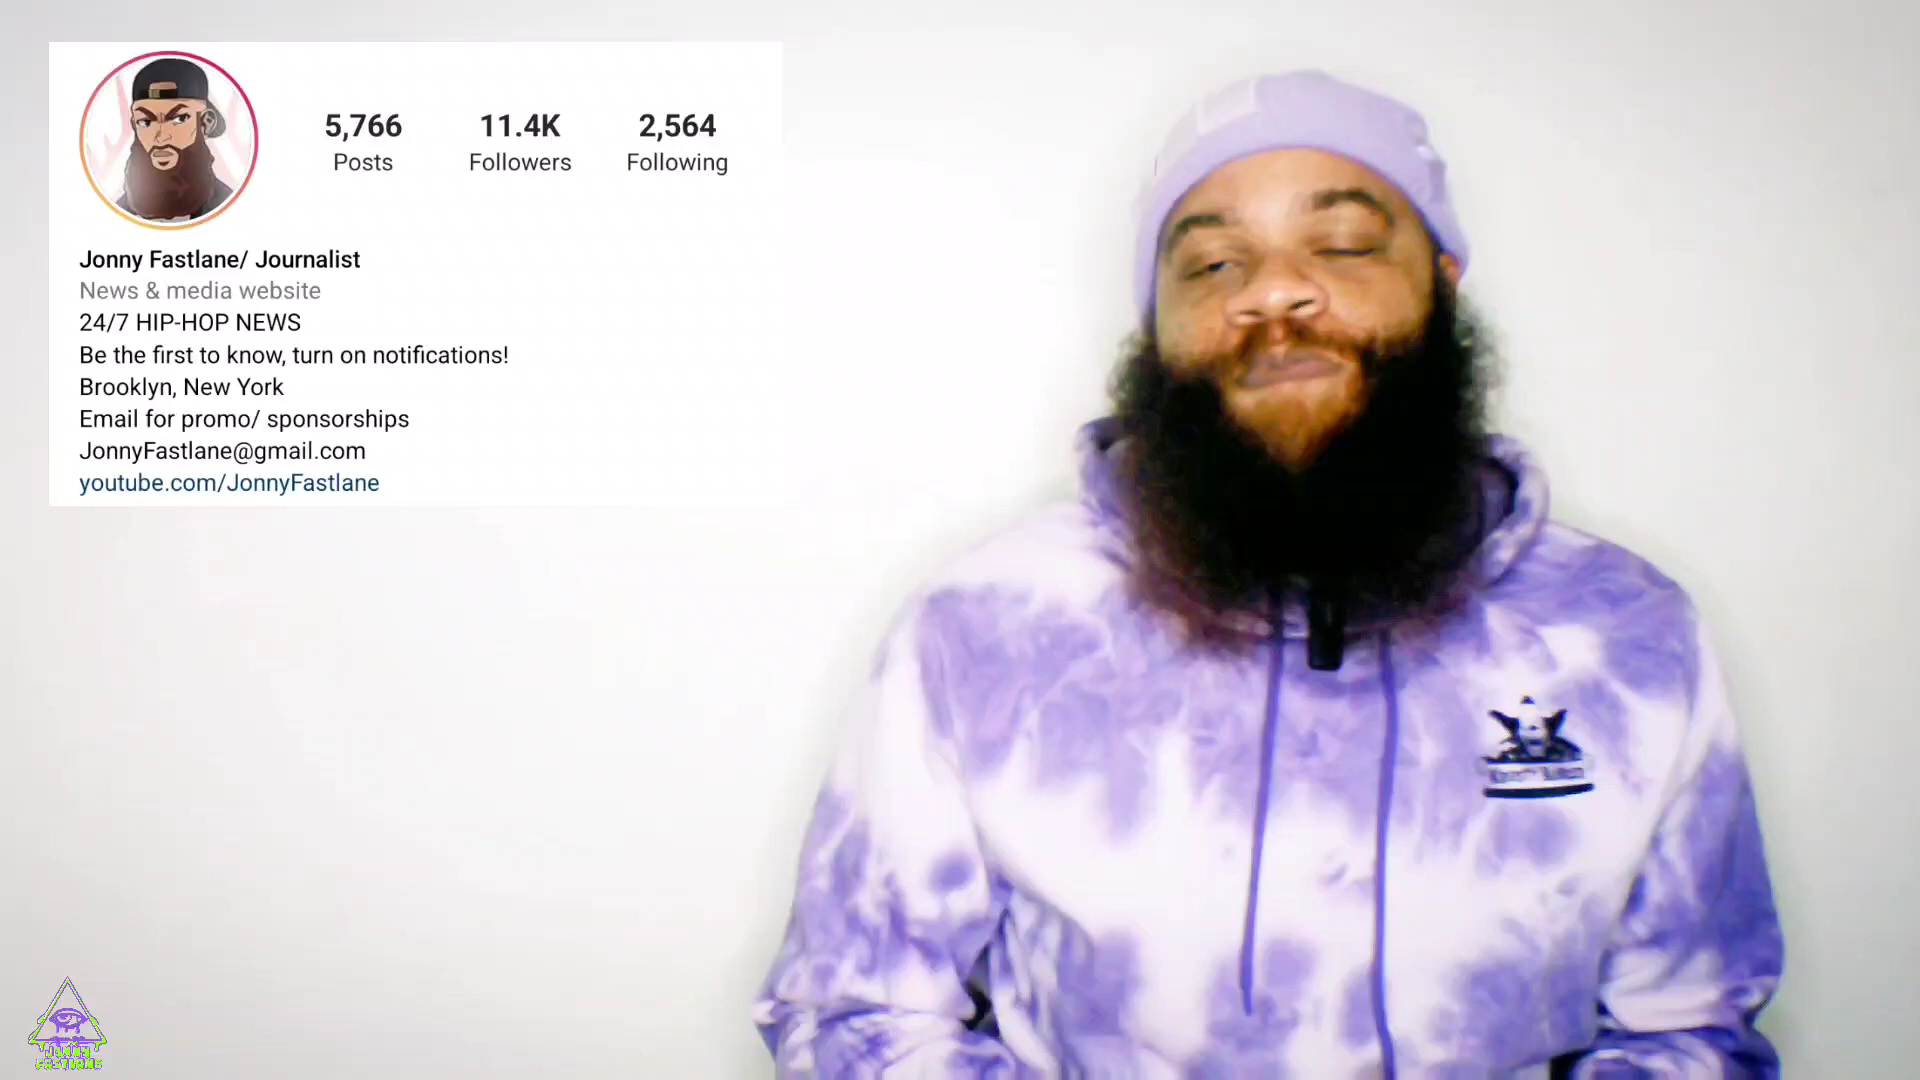 5,766 11.4K 2,564
Posts Followers Following
Jonny Fastlane/ Journalist
News & media website
24/7 HIP-HOP NEWS
Be the first to know, turn on notifications!
Brooklyn, New York
Email for promo/ sponsorships
JonnyFastlane@gmail.com
youtube.com/JonnyFastlane
JONNY
FASTLANE